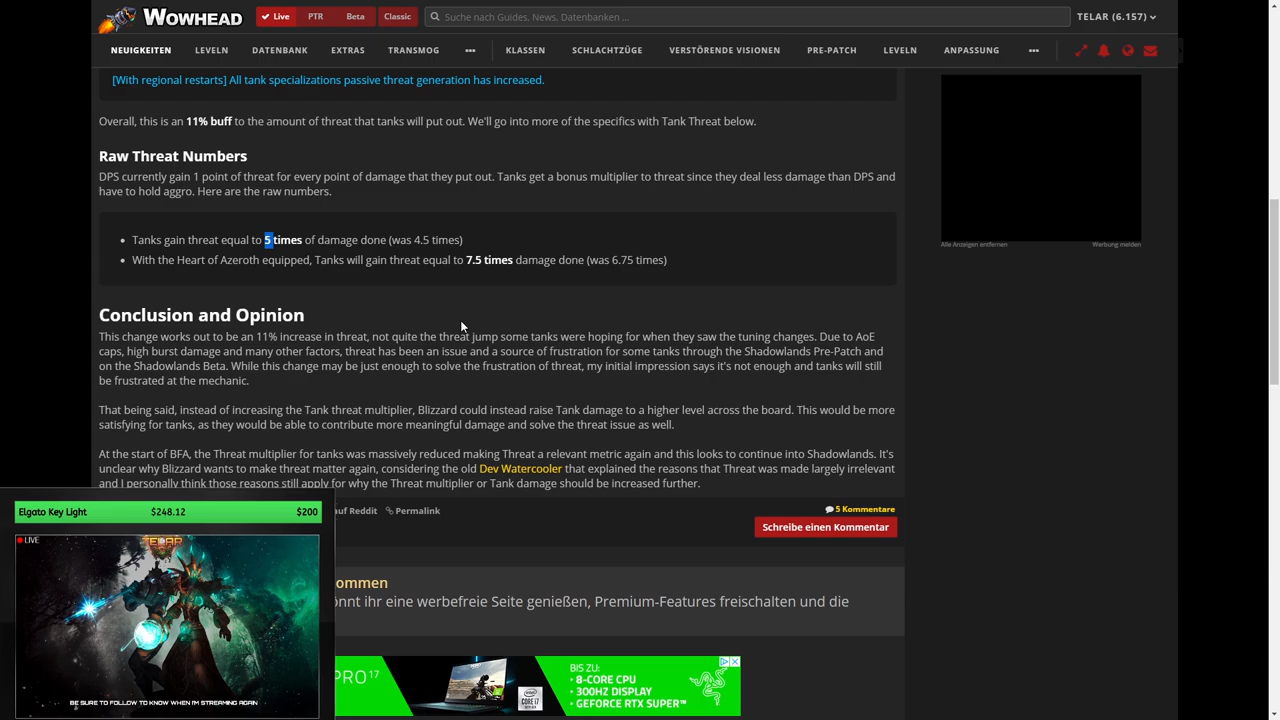 WOWHEAD
Live PTR Beta Classic
Suche nach Guides, News, Datenbanken ...
TELAR (6.157)
NEUIGKEITEN LEVELN DATENBANK EXTRAS TRANSMOG ••• KLASSEN SCHLACHTZÜGE VERSTÖRENDE VISIONEN PRE-PATCH LEVELN ANPASSUNG •••
[With regional restarts] All tank specializations passive threat generation has increased.
Overall, this is an 11% buff to the amount of threat that tanks will put out. We'll go into more of the specifics with Tank Threat below.
Raw Threat Numbers
DPS currently gain 1 point of threat for every point of damage that they put out. Tanks get a bonus multiplier to threat since they deal less damage than DPS and
have to hold aggro. Here are the raw numbers.
• Tanks gain threat equal to 5 times of damage done (was 4.5 times)
• With the Heart of Azeroth equipped, Tanks will gain threat equal to 7.5 times damage done (was 6.75 times)
Alle Anzeigen entfernen Werbung melden
Conclusion and Opinion
This change works out to be an 11% increase in threat, not quite the threat jump some tanks were hoping for when they saw the tuning changes. Due to AoE
caps, high burst damage and many other factors, threat has been an issue and a source of frustration for some tanks through the Shadowlands Pre-Patch and
on the Shadowlands Beta. While this change may be just enough to solve the frustration of threat, my initial impression says it's not enough and tanks will still
be frustrated at the mechanic.
That being said, instead of increasing the Tank threat multiplier, Blizzard could instead raise Tank damage to a higher level across the board. This would be more
satisfying for tanks, as they would be able to contribute more meaningful damage and solve the threat issue as well.
At the start of BFA, the Threat multiplier for tanks was massively reduced making Threat a relevant metric again and this looks to continue into Shadowlands. It's
unclear why Blizzard wants to make threat matter again, considering the old Dev Watercooler that explained the reasons that Threat was made largely irrelevant
and I personally think those reasons still apply for why the Threat multiplier or Tank damage should be increased further.
auf Reddit Permalink
5 Kommentare
Schreibe einen Kommentar
Elgato Key Light $248.12 $200
LIVE
TELAR
BE SURE TO FOLLOW TO KNOW WHEN I'M STREAMING AGAIN
ommen
önnt ihr eine werbefreie Seite genießen, Premium-Features freischalten und die
PRO 17
BIS ZU:
8-CORE CPU
300HZ DISPLAY
GEFORCE RTX SUPER™